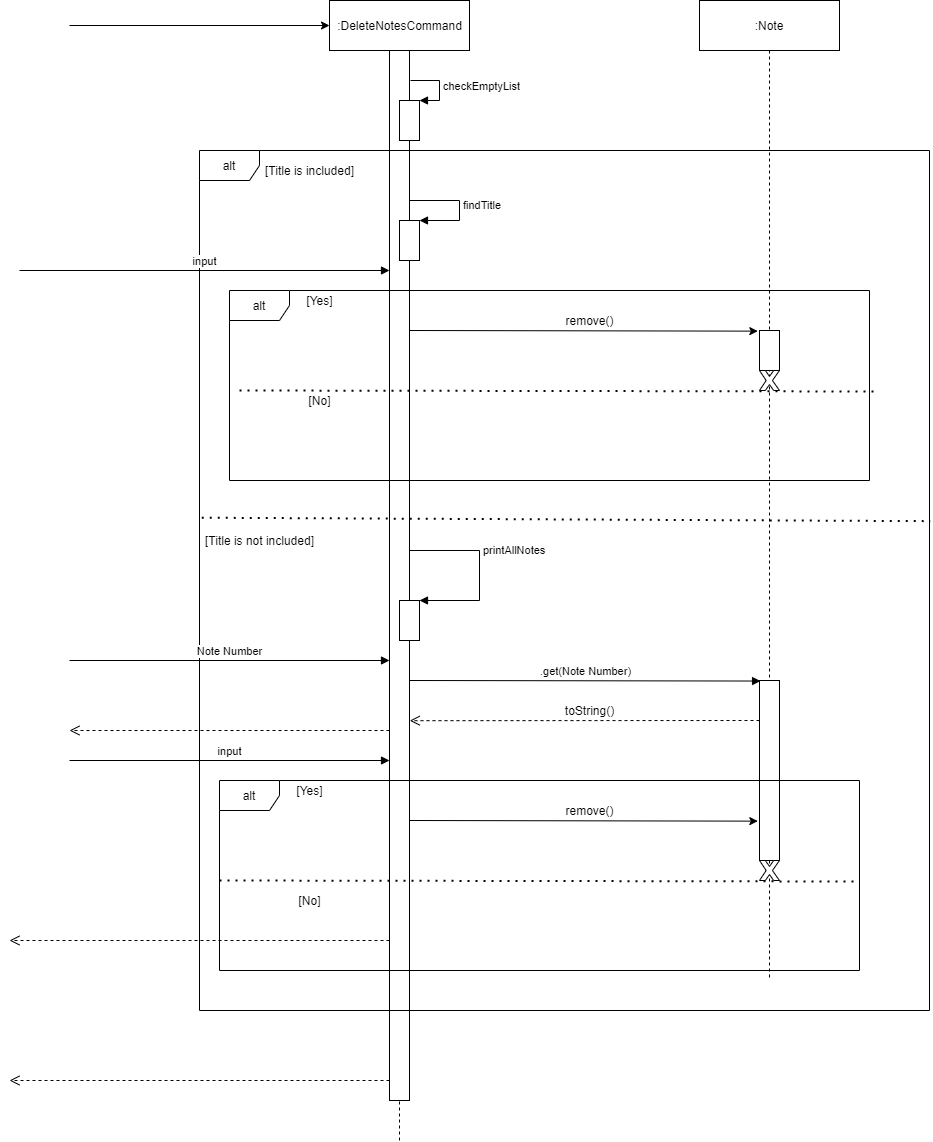 :DeleteNotesCommand
:Note
checkEmptyList
alt
[Title is included]
findTitle
input
alt
[Yes]
remove()
[No]
[Title is not included]
printAllNotes
Note Number
.get(Note Number)
toString()
input
alt
[Yes]
remove()
[No]